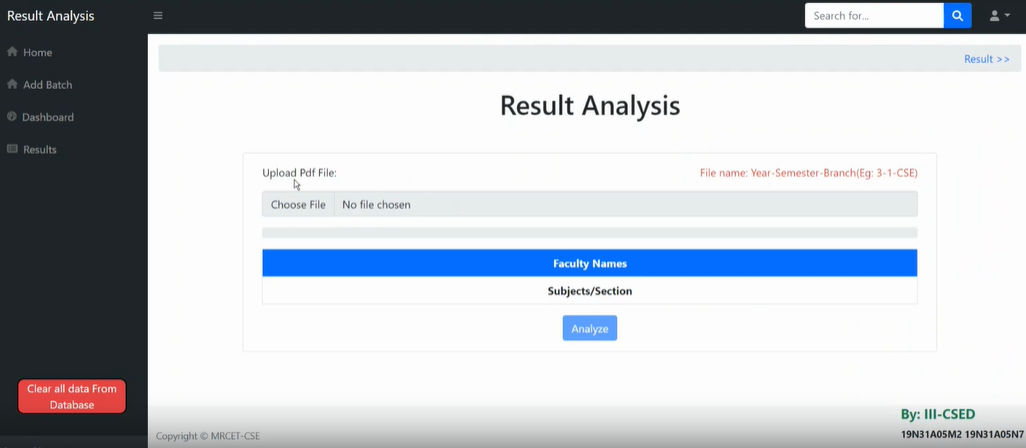 Result Analysis
Search for...
Home
Add Batch
Dashboard
Results
Clear all data From
Database
Result >>
Result Analysis
Upload Pdf File:
File name: Year-Semester-Branch(Eg: 3-1-CSE)
Choose File No file chosen
Faculty Names
Subjects/Section
Analyze
By: III-CSED
Copyright © MRCET-CSE
19N31A05M2 19N31A05N7